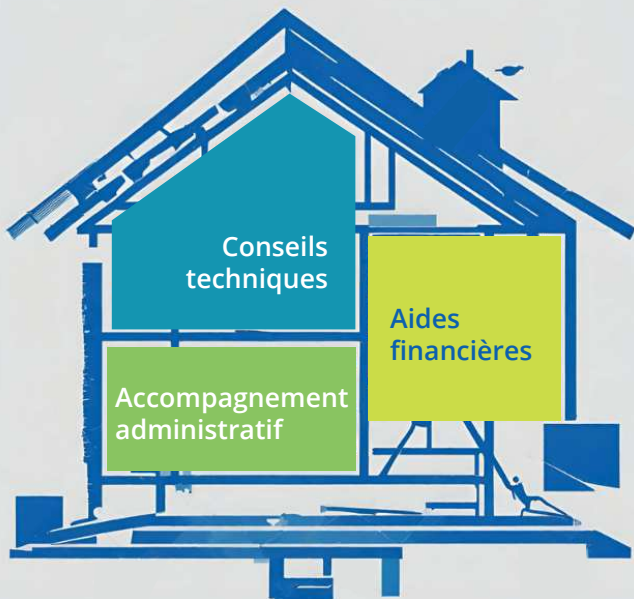 Conseils
techniques
Aides
financières
Accompagnement
administratif